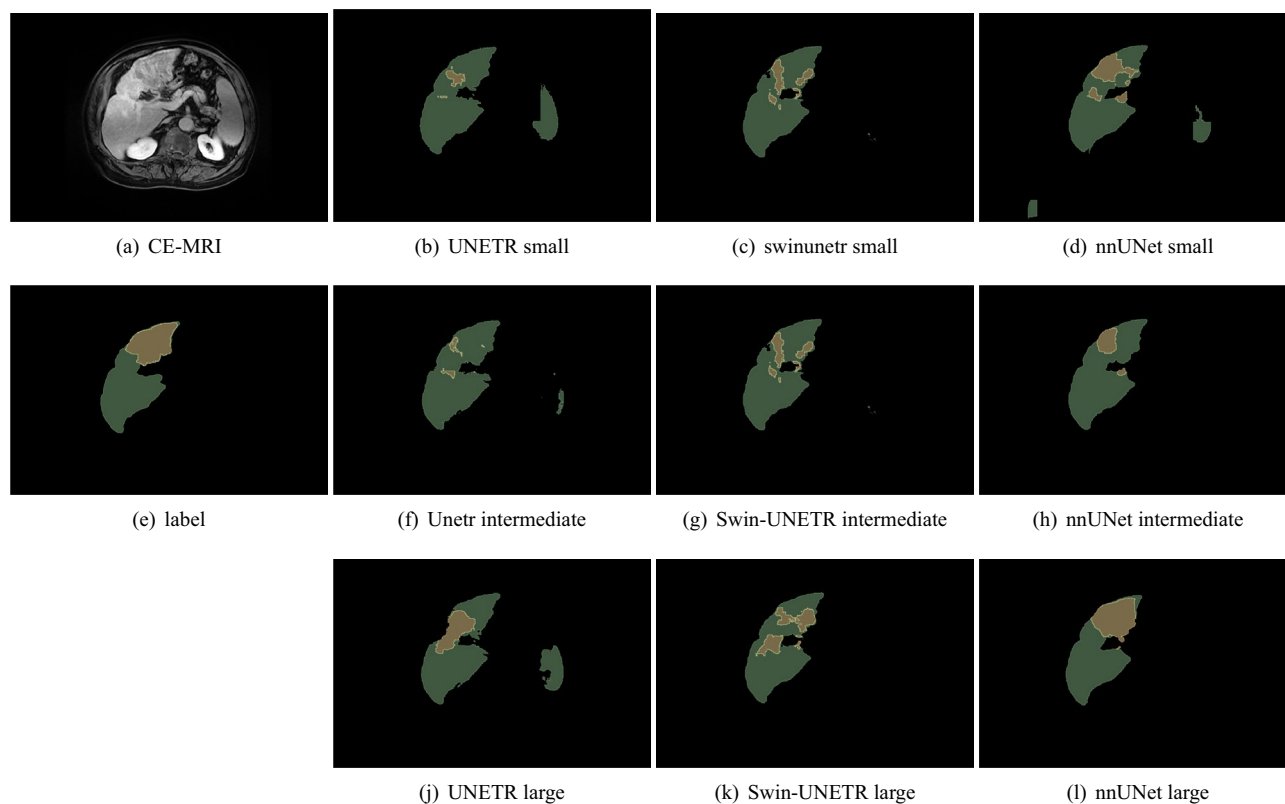 (a) CE-MRI
(b) UNETR small
(c) swinunetr small
(d) nnUNet small
(e) label
(f) Unetr intermediate
(g) Swin-UNETR intermediate
(h) nnUNet intermediate
(j) UNETR large
(k) Swin-UNETR large
(l) nnUNet large